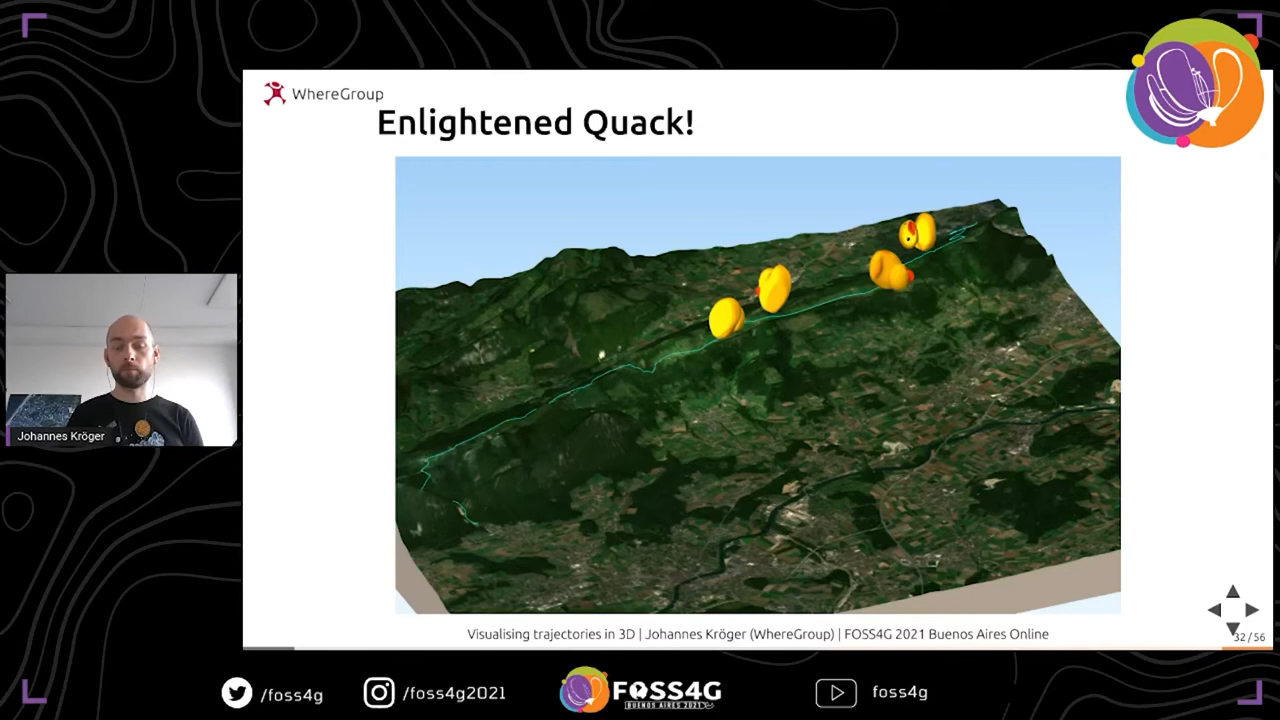 WhereGroup
Enlightened Quack!
Johannes Kröger
Visualising trajectories in 3D | Johannes Kröger (WhereGroup) | FOSS4G 2021 Buenos Aires Online
32 / 56
/foss4g
/foss4g2021
FOSS4G
BUENOS AIRES 2021
foss4g